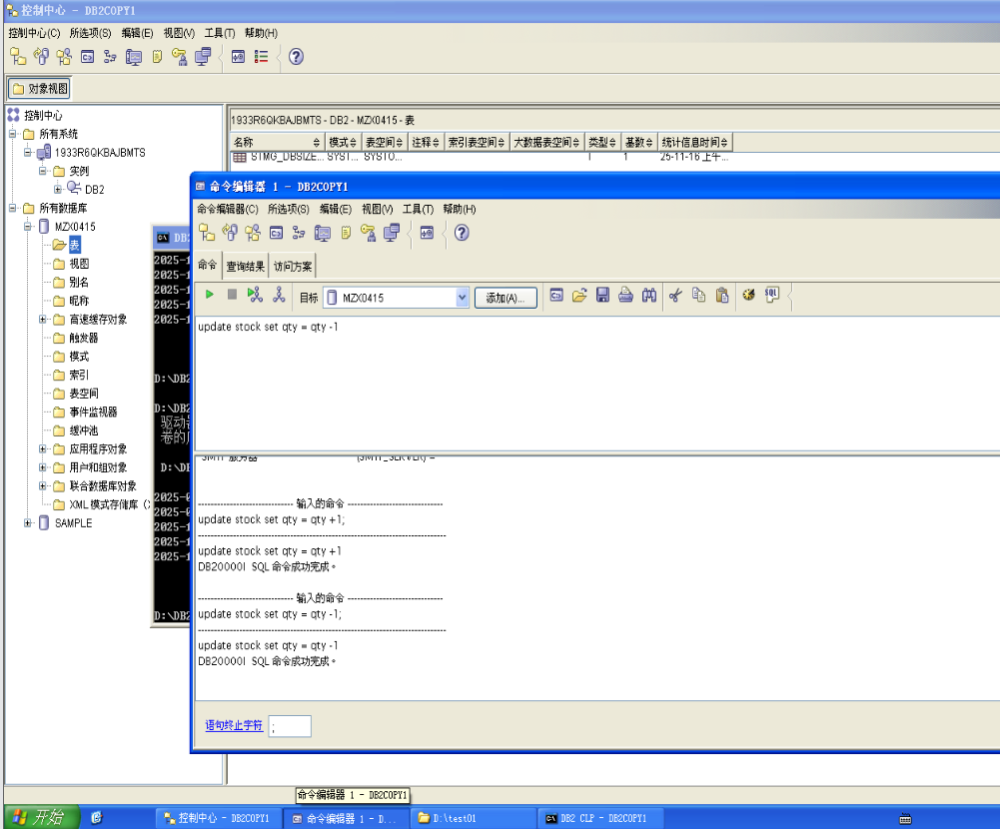 控制中心 - DB2COPY1
控制中心(C) 所选项(S) 编辑(E) 视图(V) 工具(T) 帮助(H)
对象视图
控制中心
所有系统
1933R6QKBAJBMTS
实例
DB2
所有数据库
MZX0415
表
视图
别名
昵称
高速缓存对象
触发器
模式
索引
表空间
事件监视器
缓冲池
应用程序对象
用户和组对象
联合数据库对象
XML 模式存储库
SAMPLE
1933R6QKBAJBMTS - DB2 - MZX0415 - 表
名称 模式 表空间 注释 索引表空间 大数据表空间 类型 基数 统计信息时间
STMG_DBSIZE... SYST... SYSTO... T 1 25-11-16 上午...
DB2
2025-1
2025-1
2025-1
2025-1
2025-1
D:\DB2
D:\DB2
驱动
卷的
D:\DB
2025-0
2025-0
2025-1
2025-1
2025-1
D:\DB2
命令编辑器 1 - DB2COPY1
命令编辑器(C) 所选项(S) 编辑(E) 视图(V) 工具(T) 帮助(H)
命令 查询结果 访问方案
目标 MZX0415 添加(A)... SQL
update stock set qty = qty -1
SMTP 服务器 (SMTP_SERVER) =
---------------------------- 输入的命令 ----------------------------
update stock set qty = qty +1;
------------------------------------------------------------------------
update stock set qty = qty +1
DB20000I SQL 命令成功完成。
---------------------------- 输入的命令 ----------------------------
update stock set qty = qty -1;
------------------------------------------------------------------------
update stock set qty = qty -1
DB20000I SQL 命令成功完成。
语句终止字符 ;
命令编辑器 1 - DB2COPY1
开始 控制中心 - DB2COPY1 命令编辑器 1 - D... D:\test01 DB2 CLP - DB2COPY1